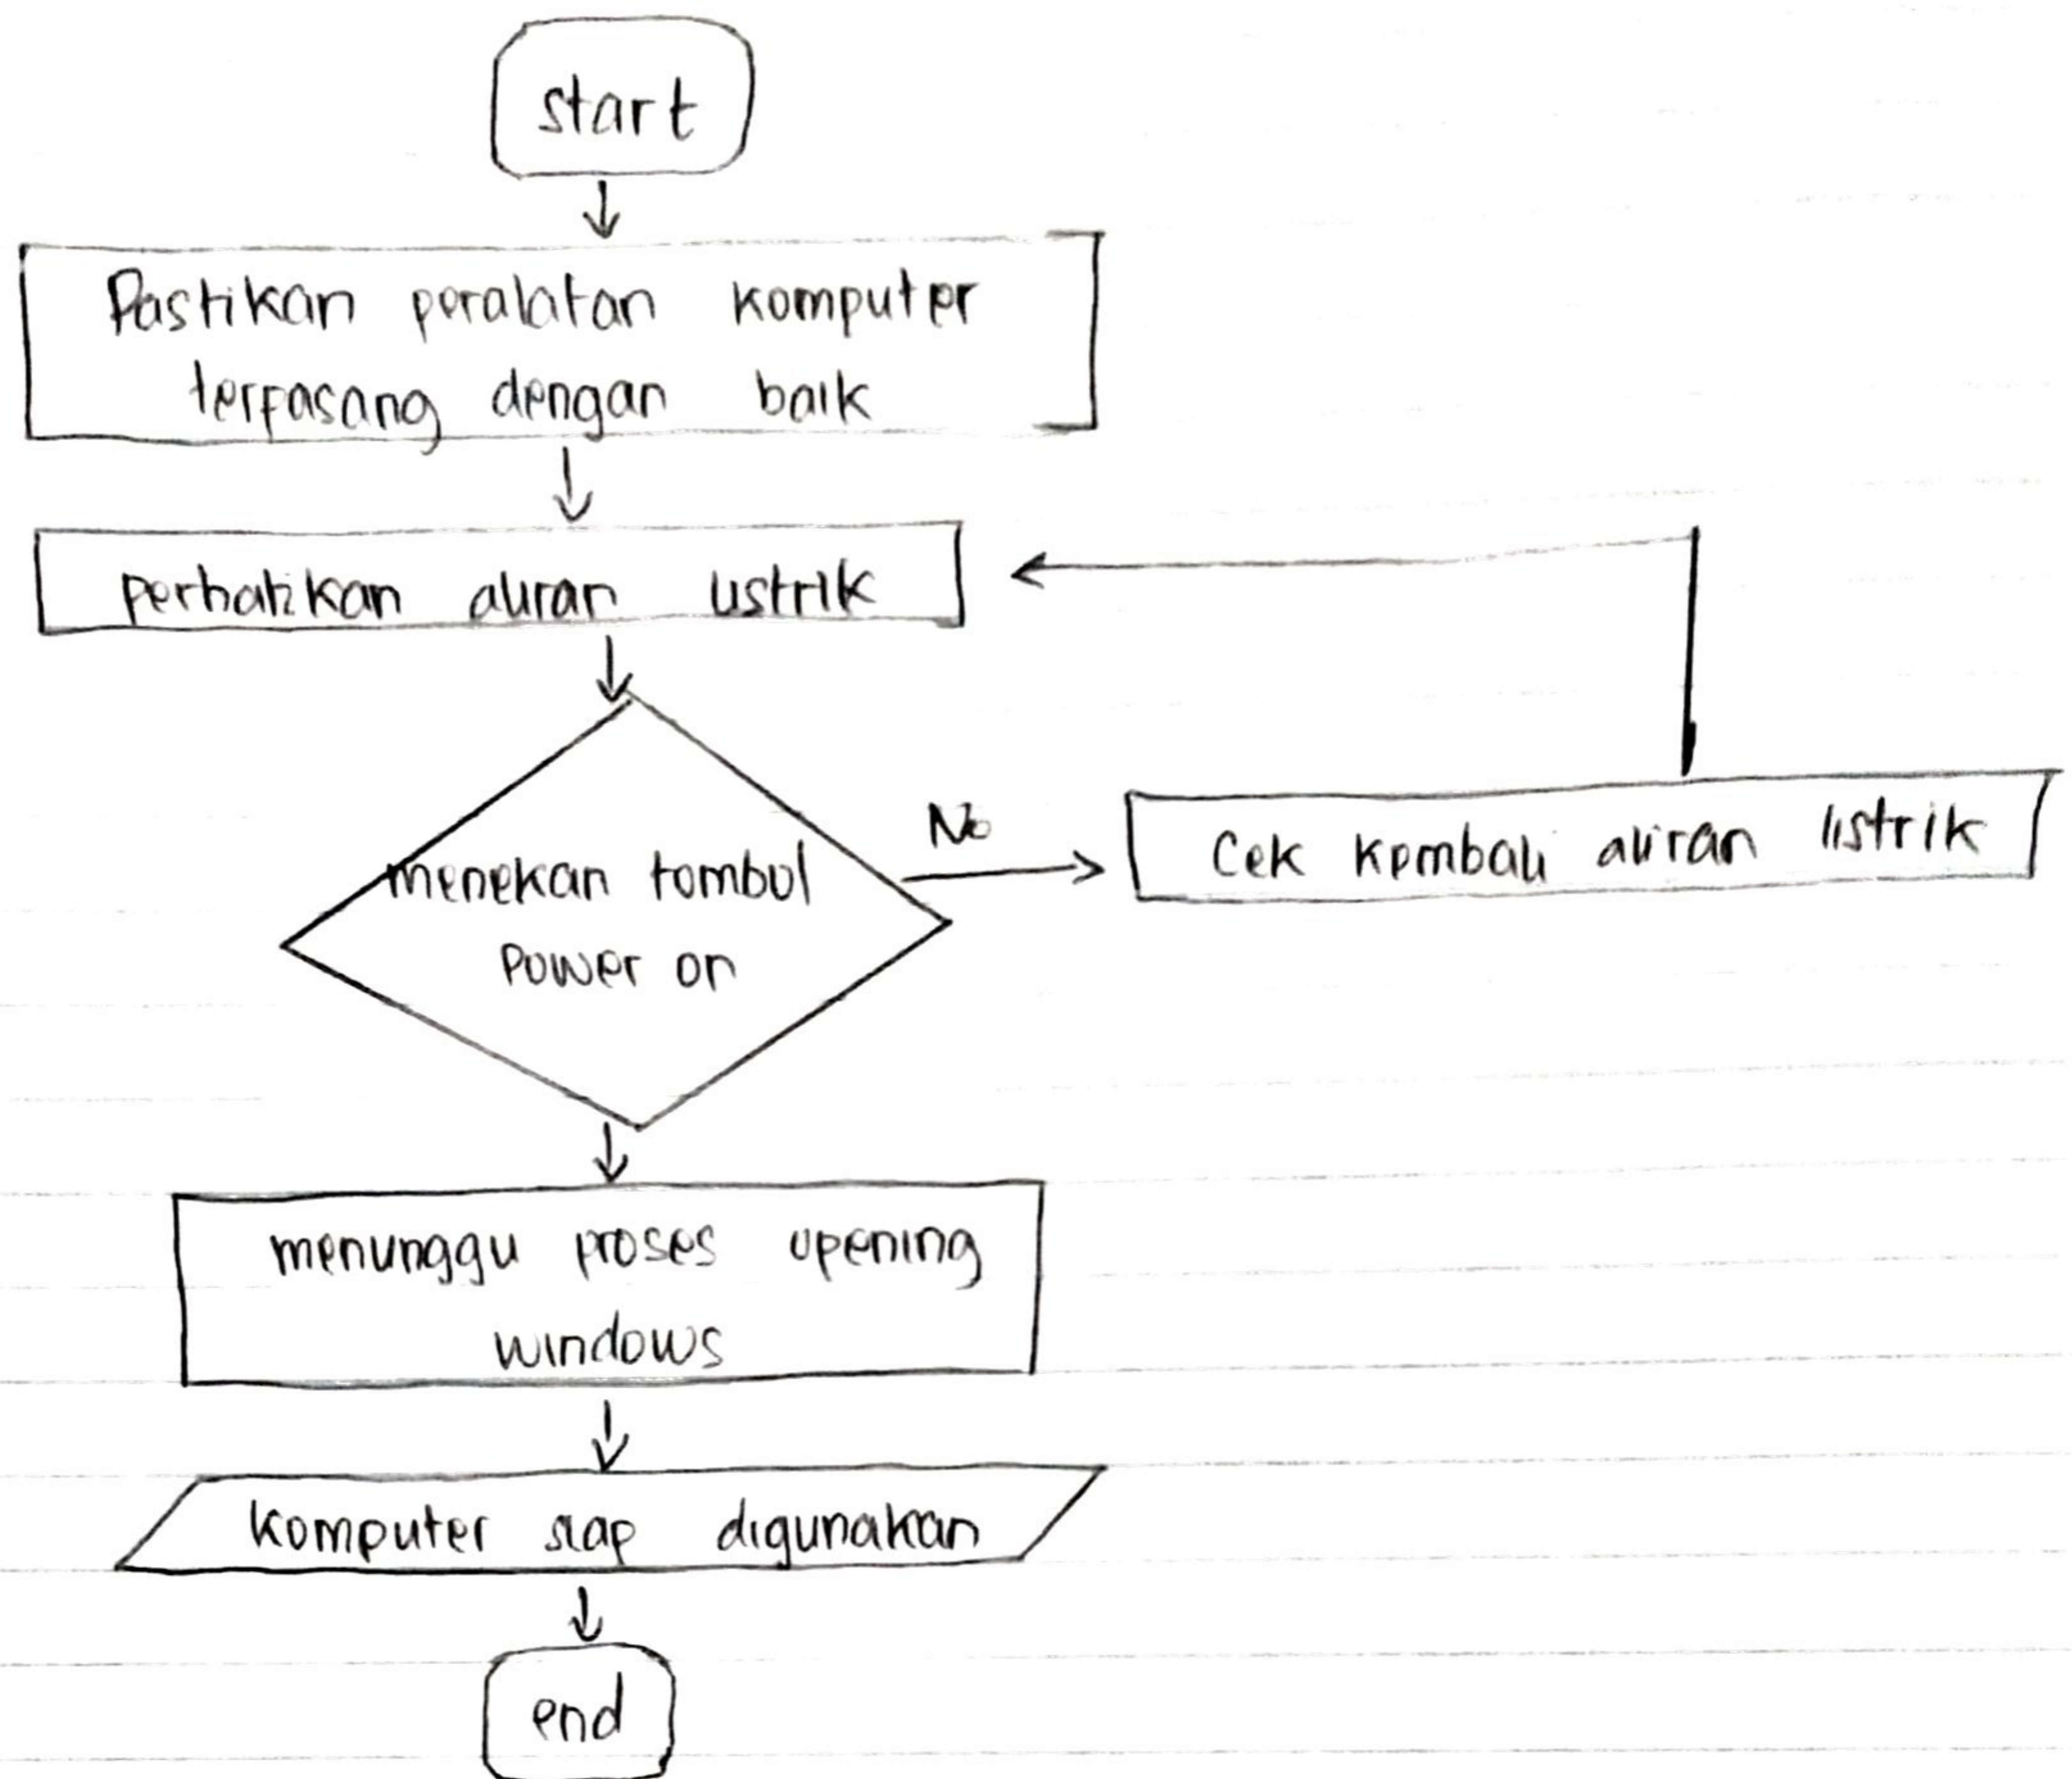 start
Pastikan peralatan komputer
terpasang dengan baik
perhatikan aliran listrik
menekan tombol
Power on
No
Cek kembali aliran listrik
menunggu proses opening
windows
komputer siap digunakan
end